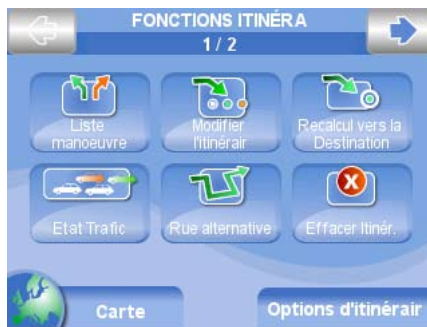 FONCTIONS ITINÉRA
1 / 2
Liste
manoeuvre
Modifier
l'itinérair
Recalcul vers la
Destination
Etat Trafic
Rue alternative
Effacer Itinér.
Carte
Options d'itinérair